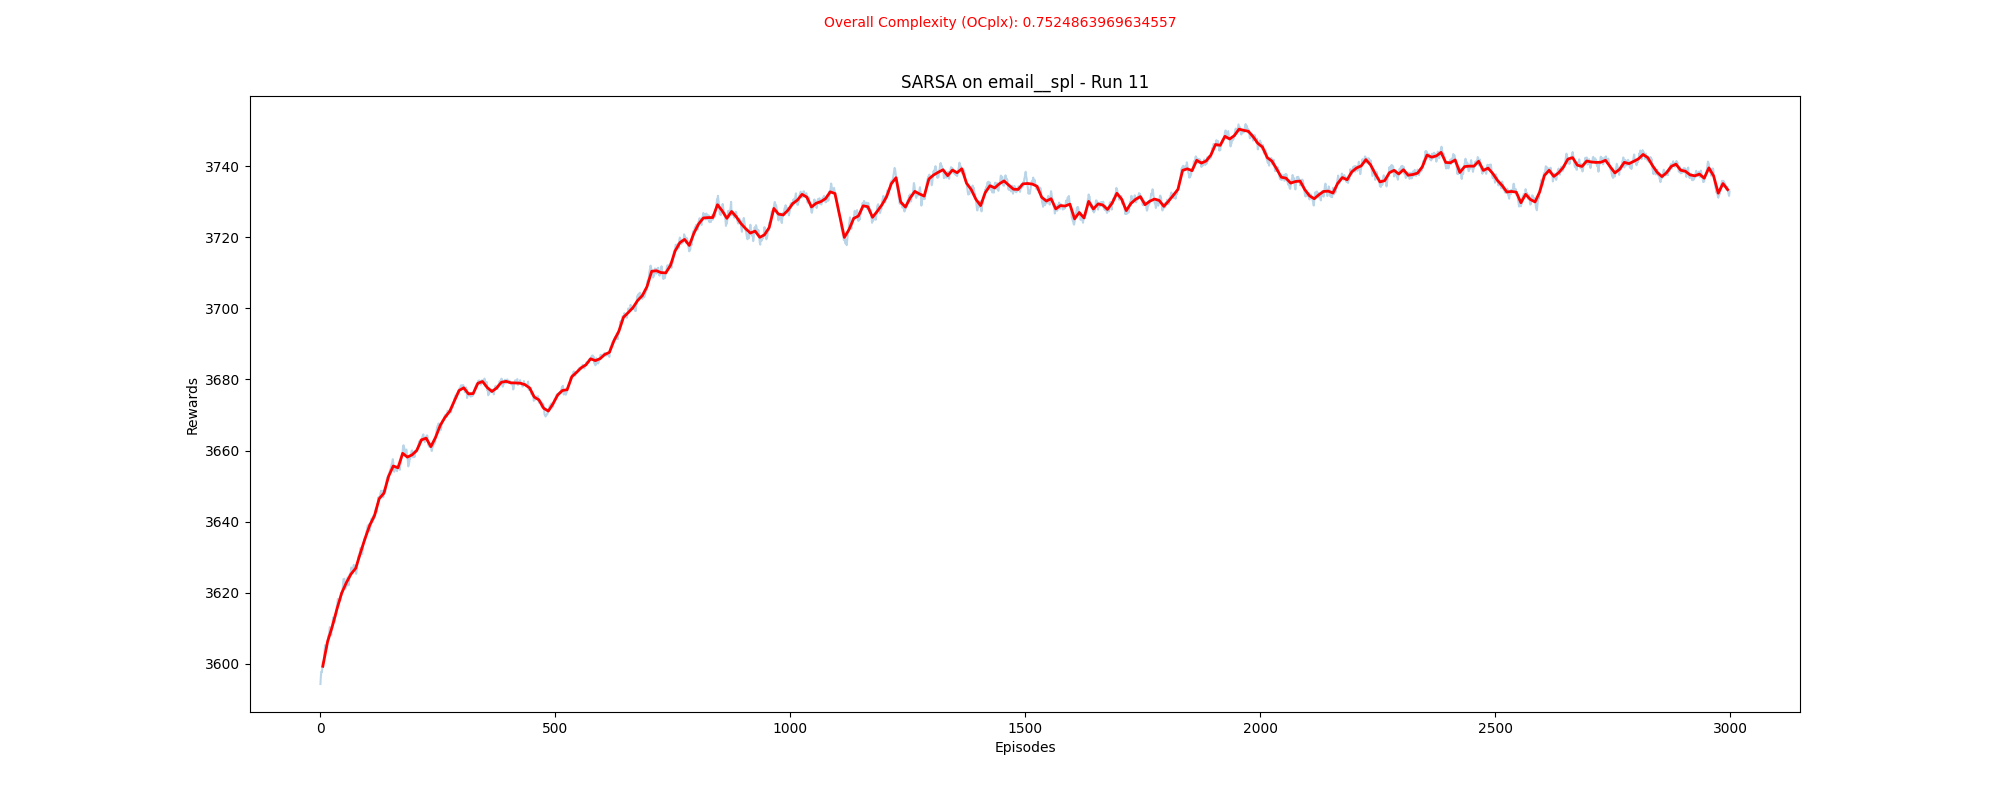 Overall Complexity (OCplx): 0.7524863969634557
SARSA on email__spl - Run 11
3740
3720
3700
3680
3660
3640
3620
3600
Rewards
0 500 1000 1500 2000 2500 3000
Episodes